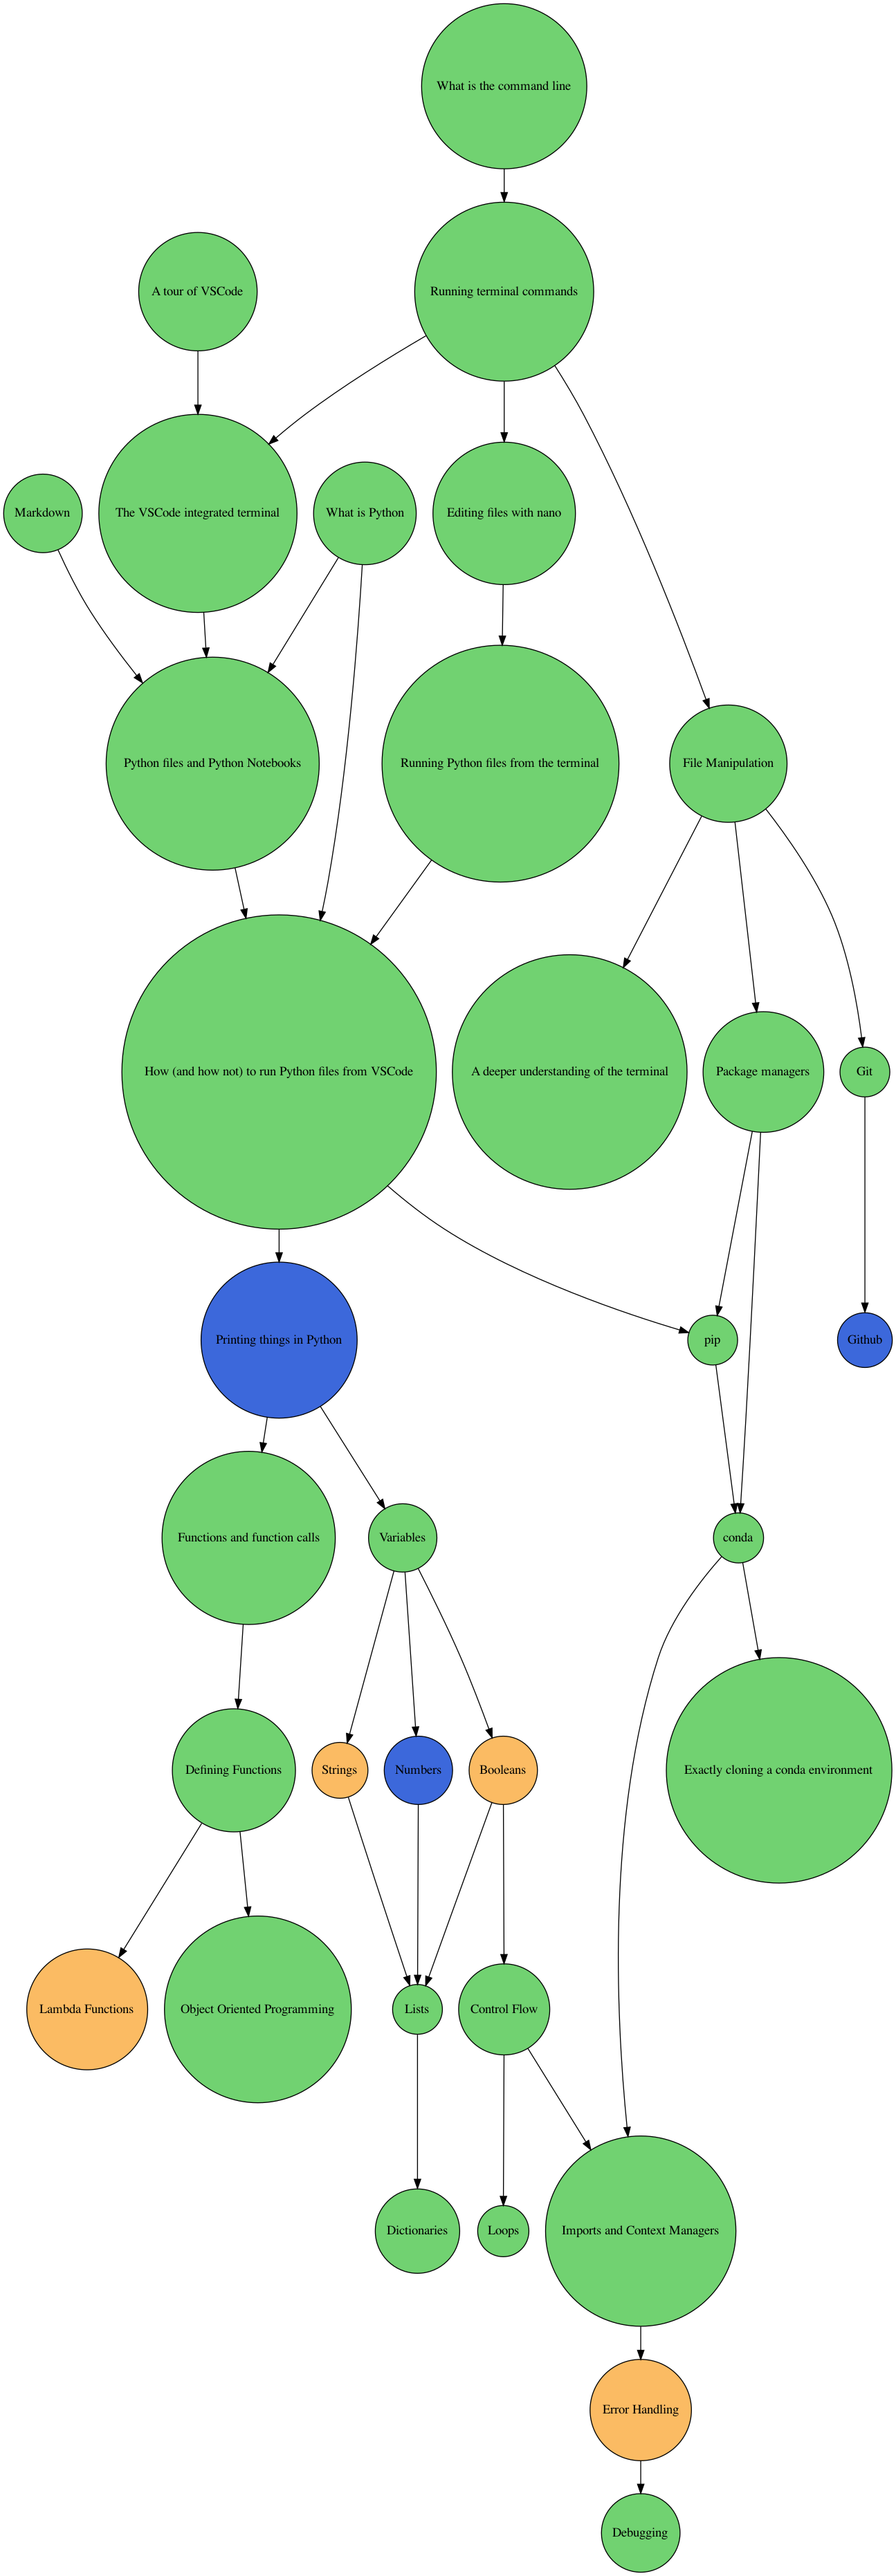 What is the command line
A tour of VSCode
Running terminal commands
Markdown
The VSCode integrated terminal
What is Python
Editing files with nano
Python files and Python Notebooks
Running Python files from the terminal
File Manipulation
How (and how not) to run Python files from VSCode
A deeper understanding of the terminal
Package managers
Git
Printing things in Python
pip
Github
Functions and function calls
Variables
conda
Defining Functions
Strings
Numbers
Booleans
Exactly cloning a conda environment
Lambda Functions
Object Oriented Programming
Lists
Control Flow
Dictionaries
Loops
Imports and Context Managers
Error Handling
Debugging